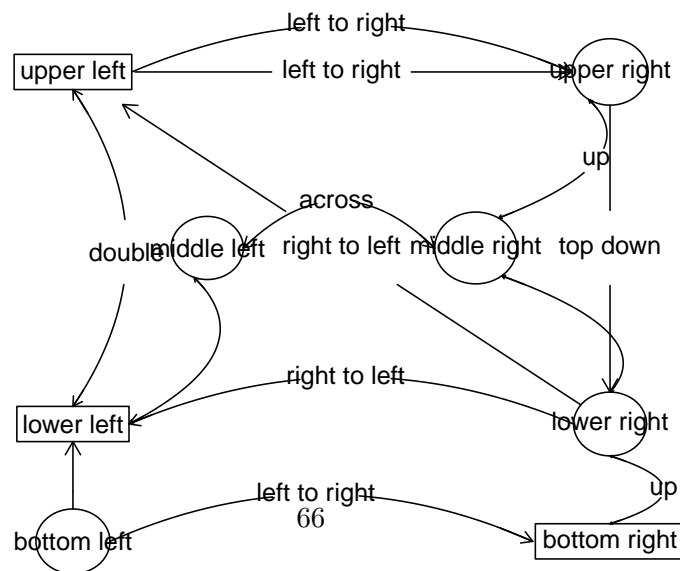 left to right
upper left
left to right
upper right
up
across
double
middle left
right to left
middle right
top down
right to left
lower left
lower right
left to right
up
66
bottom left
bottom right